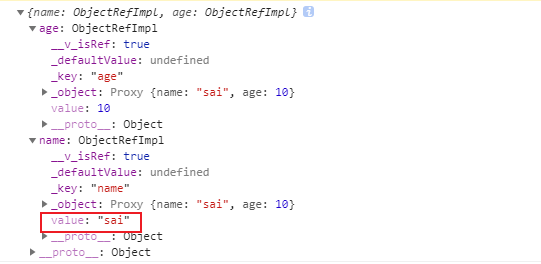 {name: ObjectRefImpl, age: ObjectRefImpl} i
age: ObjectRefImpl
__v_isRef: true
_defaultValue: undefined
_key: "age"
_object: Proxy {name: "sai", age: 10}
value: 10
__proto__: Object
name: ObjectRefImpl
__v_isRef: true
_defaultValue: undefined
_key: "name"
_object: Proxy {name: "sai", age: 10}
value: "sai"
__proto__: Object
__proto__: Object